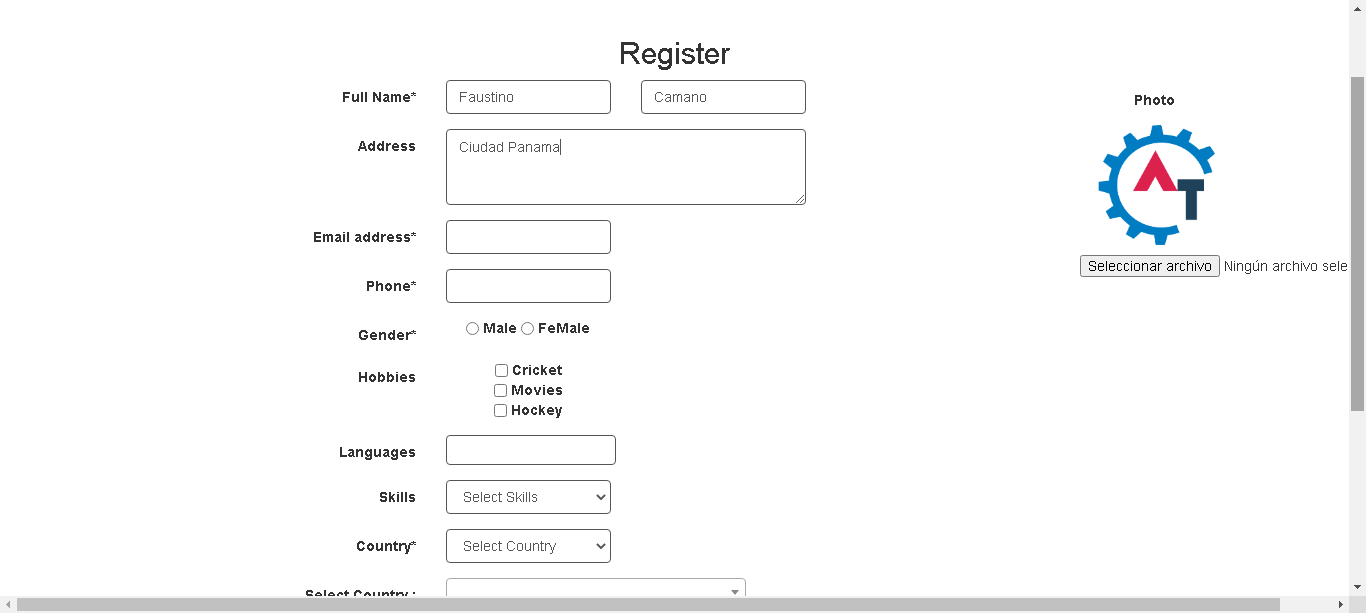 Register
Full Name* Faustino Camano
Photo
Address Ciudad Panama
AT
Email address*
Seleccionar archivo Ningún archivo sele
Phone*
Gender* Male FeMale
Hobbies Cricket
Movies
Hockey
Languages
Skills Select Skills
Country* Select Country
Select Country :